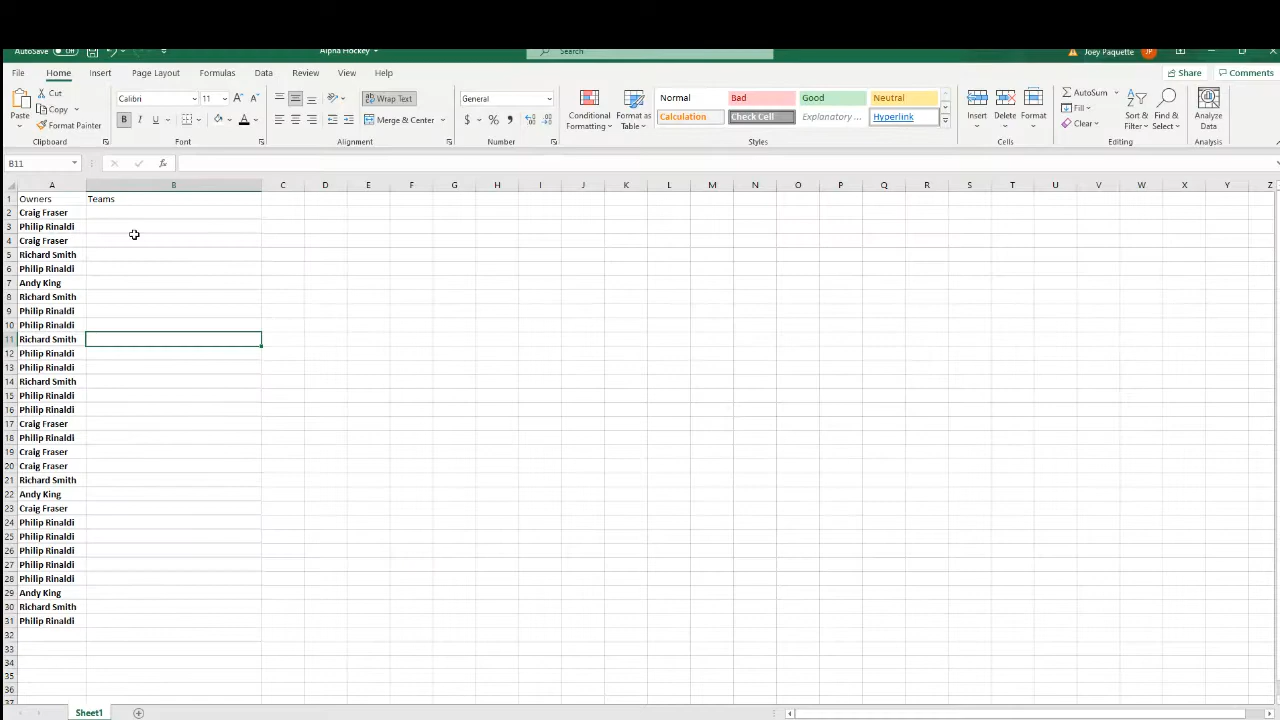 AutoSave Off Alpha Hockey Search Joey Paquette JP
File Home Insert Page Layout Formulas Data Review View Help Share Comments
Paste Cut Copy Format Painter Clipboard
Calibri 11 B I U A Font
Wrap Text Merge & Center Alignment
General $ % Number
Conditional Formatting Format as Table
Normal Bad Good Neutral
Calculation Check Cell Explanatory ... Hyperlink
Styles
Insert Delete Format Cells
AutoSum Fill Clear Sort & Filter Find & Select Editing
Analyze Data Analysis
B11 fx
A B C D E F G H I J K L M N O P Q R S T U V W X Y Z
1 Owners Teams
2 Craig Fraser
3 Philip Rinaldi
4 Craig Fraser
5 Richard Smith
6 Philip Rinaldi
7 Andy King
8 Richard Smith
9 Philip Rinaldi
10 Philip Rinaldi
11 Richard Smith
12 Philip Rinaldi
13 Philip Rinaldi
14 Richard Smith
15 Philip Rinaldi
16 Philip Rinaldi
17 Craig Fraser
18 Philip Rinaldi
19 Craig Fraser
20 Craig Fraser
21 Richard Smith
22 Andy King
23 Craig Fraser
24 Philip Rinaldi
25 Philip Rinaldi
26 Philip Rinaldi
27 Philip Rinaldi
28 Philip Rinaldi
29 Andy King
30 Richard Smith
31 Philip Rinaldi
32
33
34
35
36
37
Sheet1